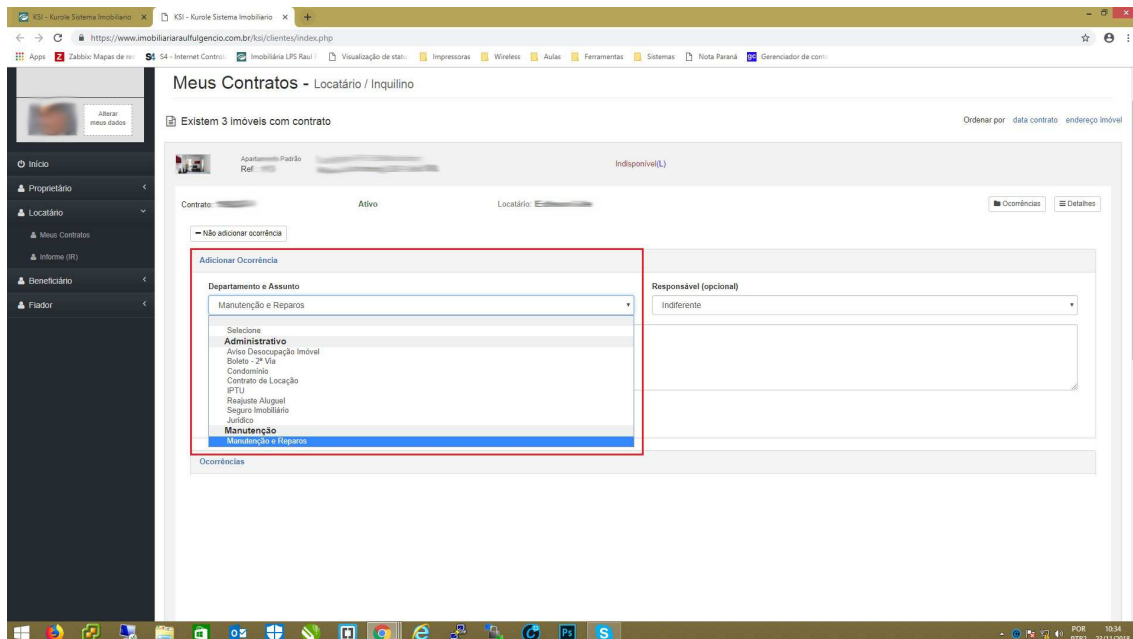 KSI - Kurole Sistema Imobiliario
KSI - Kurole Sistema Imobiliario
https://www.imobiliariaraulfulgencio.com.br/ksi/clientes/index.php
Apps Zabbix: Mapas de S4 - Internet Control Imobiliária LPS Raul Visualização de Impressoras Wireless Aulas Ferramentas Sistemas Nota Paraná Gerenciador de
Meus Contratos - Locatário / Inquilino
Alterar
meus dados
Existem 3 imóveis com contrato
Ordenar por data contrato endereço imóvel
Início
Proprietário
Locatário
Meus Contratos
Informe (IR)
Beneficiário
Fiador
Apartamento Padrão
Ref
Indisponível(L)
Contrato:
Ativo
Locatário:
Ocorrências
Detalhes
Não adicionar ocorrência
Adicionar Ocorrência
Departamento e Assunto
Responsável (opcional)
Manutenção e Reparos
Indiferente
Selecione
Administrativo
Aviso Desocupação Imóvel
Boleto - 2ª Via
Condomínio
Contrato de Locação
IPTU
Reajuste Aluguel
Seguro Imobiliário
Jurídico
Manutenção
Manutenção e Reparos
Ocorrências
POR 10:34